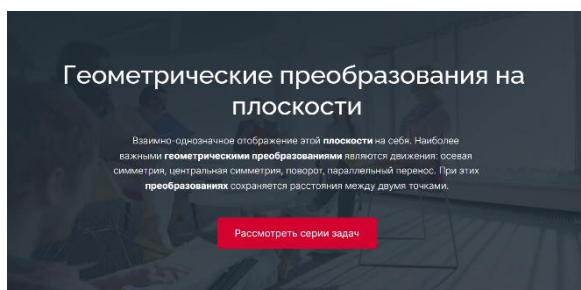 Геометрические преобразования на
плоскости
Взаимно-однозначное отображение этой плоскости на себя. Наиболее
важными геометрическими преобразованиями являются движения: осевая
симметрия, центральная симметрия, поворот, параллельный перенос. При этих
преобразованиях сохраняется расстояния между двумя точками.
Рассмотреть серии задач